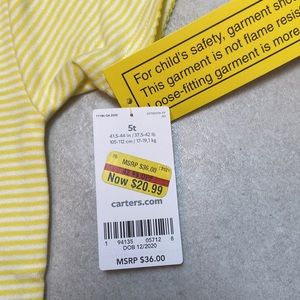 For child's safety, garment sho
This garment is not flame resis
oose-fitting garment is more
5t
41.5-44 in / 37.5-42 lb
105-112 cm / 17-19,1 kg
MSRP $36.00
Now $20.99
carters.com
1 94135 05712 8
DOB 12/2020
MSRP $36.00